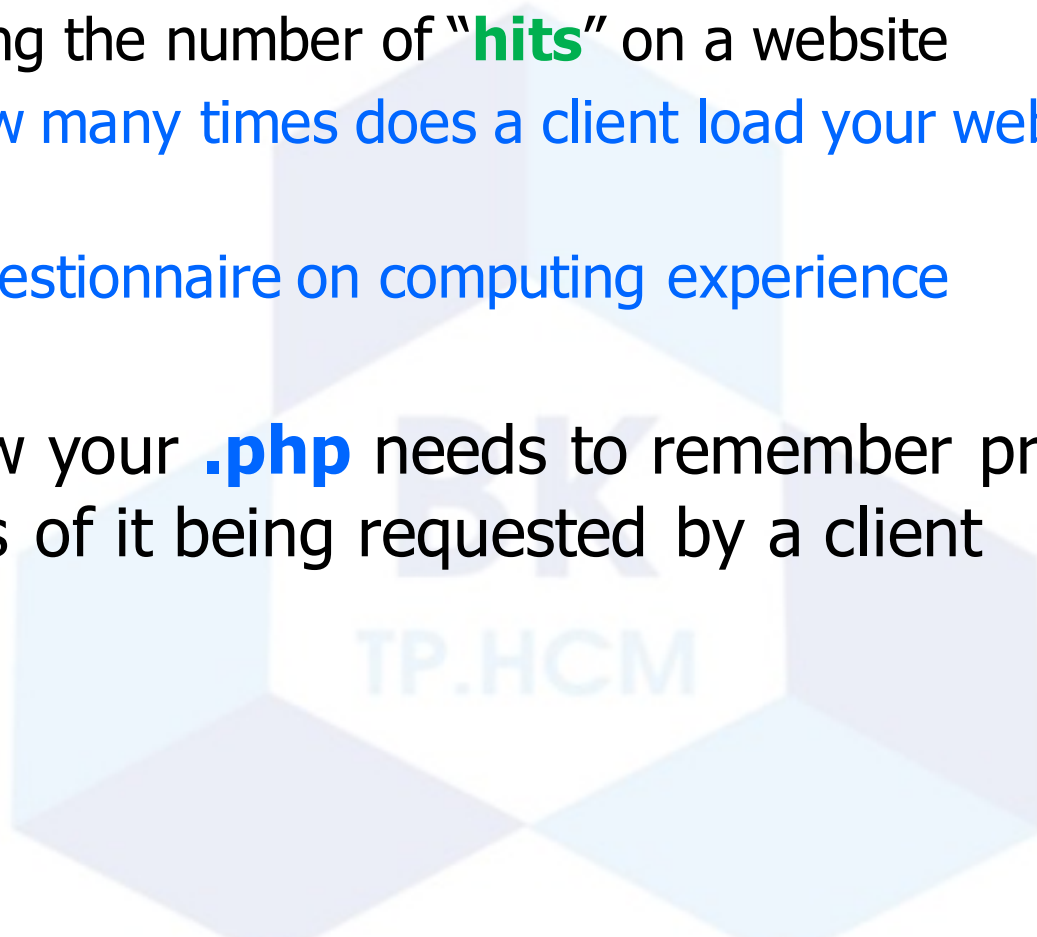 ng the number of “hits” on a website
w many times does a client load your web
estionnaire on computing experience
w your .php needs to remember pr
s of it being requested by a client
BK
TP.HCM